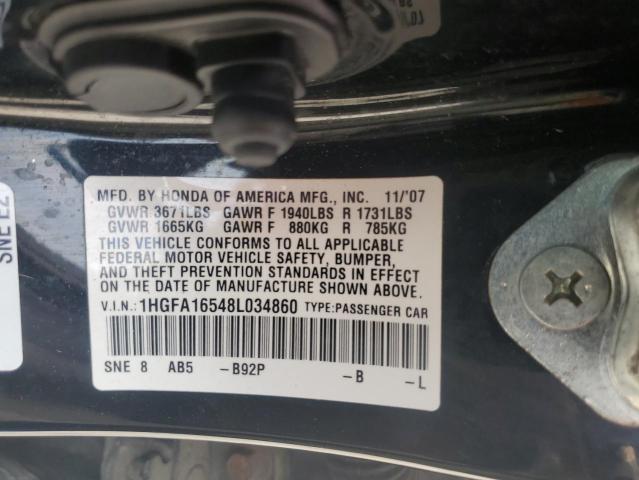 MFD. BY HONDA OF AMERICA MFG., INC. 11/'07
GVWR 3671LBS GAWR F 1940LBS R 1731LBS
GVWR 1665KG GAWR F 880KG R 785KG
THIS VEHICLE CONFORMS TO ALL APPLICABLE
FEDERAL MOTOR VEHICLE SAFETY, BUMPER,
AND THEFT PREVENTION STANDARDS IN EFFECT
ON THE DATE OF MANUFACTURE SHOWN ABOVE.
V.I.N.: 1HGFA16548L034860 TYPE:PASSENGER CAR
SNE 8 AB5 -B92P -B -L
SNE E2